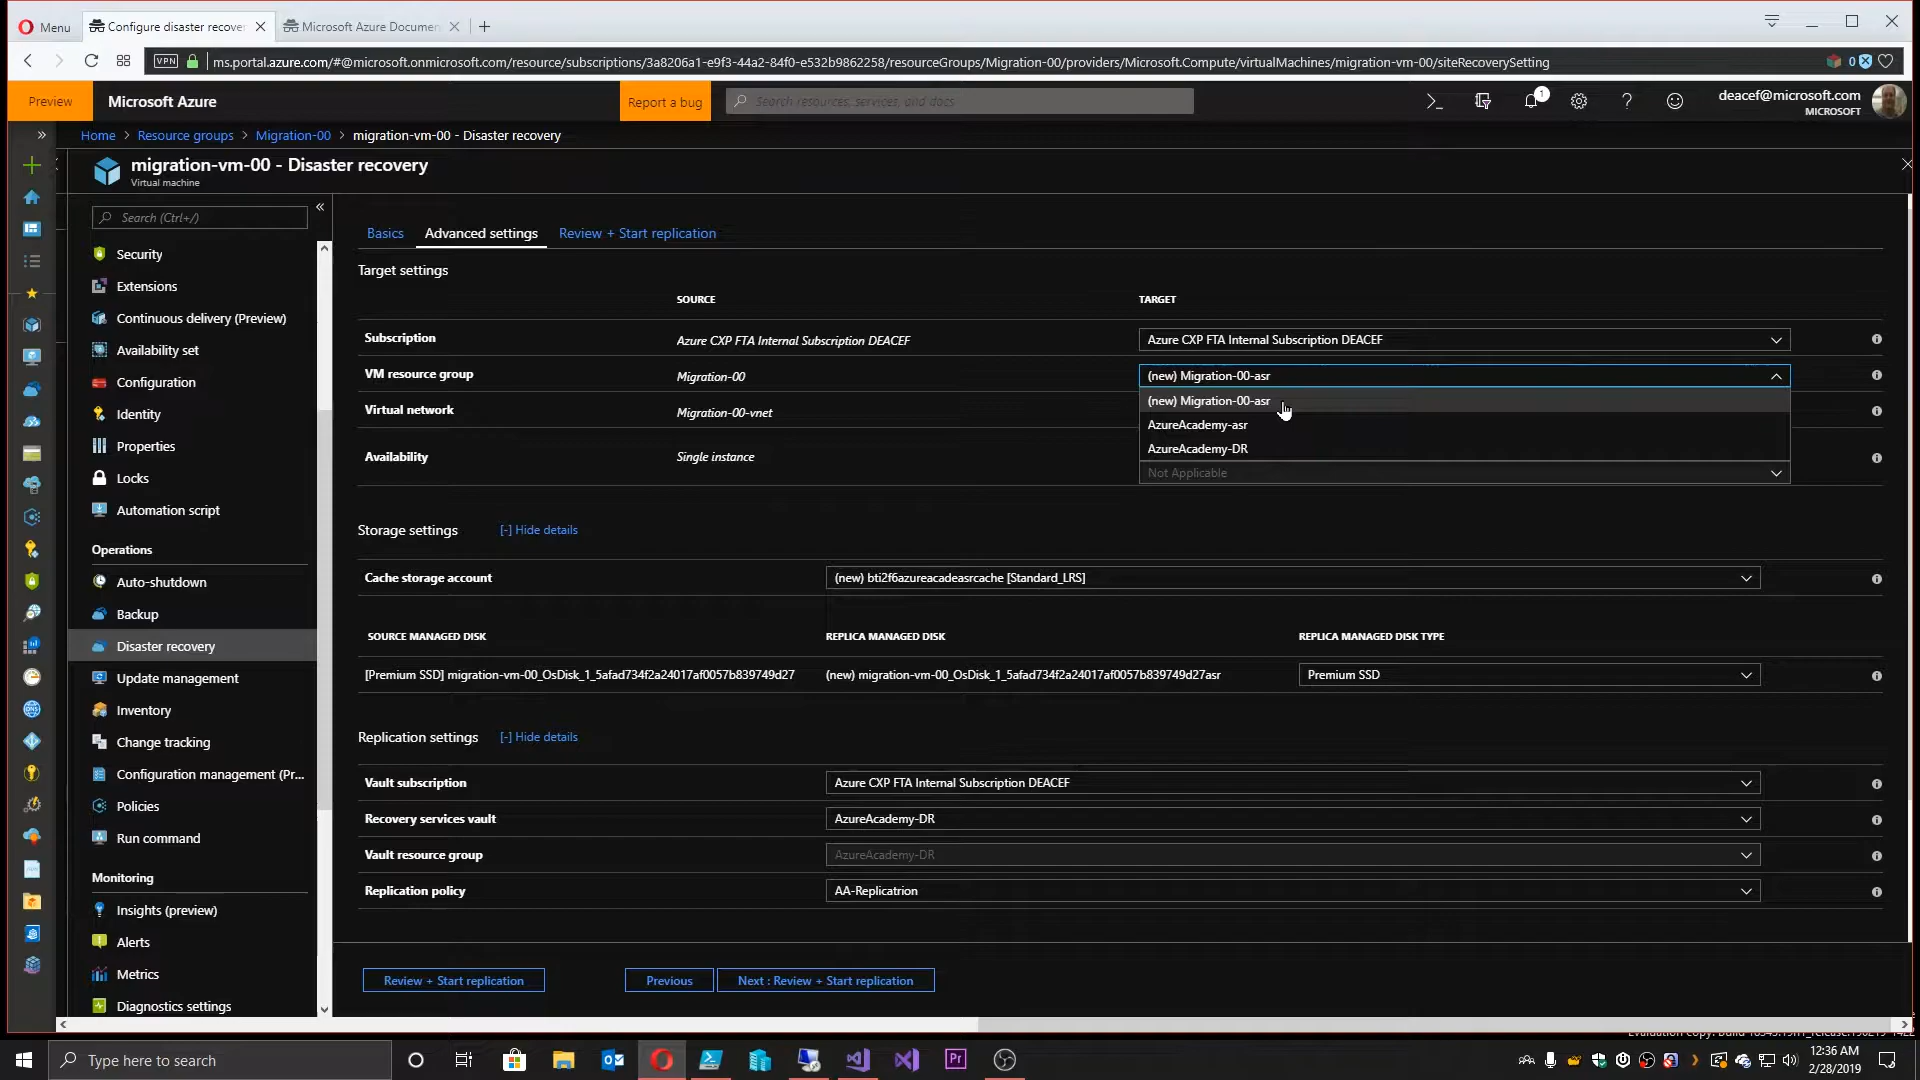 Menu
Configure disaster recove
Microsoft Azure Documen
VPN
ms.portal.azure.com/#@microsoft.onmicrosoft.com/resource/subscriptions/3a8206a1-e9f3-44a2-84f0-e532b9862258/resourceGroups/Migration-00/providers/Microsoft.Compute/virtualMachines/migration-vm-00/siteRecoverySetting
0
Preview
Microsoft Azure
Report a bug
Search resources, services, and docs
1
deacef@microsoft.com
MICROSOFT
Home > Resource groups > Migration-00 > migration-vm-00 - Disaster recovery
migration-vm-00 - Disaster recovery
Virtual machine
Search (Ctrl+/)
Security
Extensions
Continuous delivery (Preview)
Availability set
Configuration
Identity
Properties
Locks
Automation script
Operations
Auto-shutdown
Backup
Disaster recovery
Update management
Inventory
Change tracking
Configuration management (Pr...
Policies
Run command
Monitoring
Insights (preview)
Alerts
Metrics
Diagnostics settings
Basics
Advanced settings
Review + Start replication
Target settings
SOURCE
TARGET
Subscription
Azure CXP FTA Internal Subscription DEACEF
Azure CXP FTA Internal Subscription DEACEF
VM resource group
Migration-00
(new) Migration-00-asr
(new) Migration-00-asr
AzureAcademy-asr
AzureAcademy-DR
Virtual network
Migration-00-vnet
Availability
Single instance
Not Applicable
Storage settings
[-] Hide details
Cache storage account
(new) bti2f6azureacadeasrcache [Standard_LRS]
SOURCE MANAGED DISK
REPLICA MANAGED DISK
REPLICA MANAGED DISK TYPE
[Premium SSD] migration-vm-00_OsDisk_1_5afad734f2a24017af0057b839749d27
(new) migration-vm-00_OsDisk_1_5afad734f2a24017af0057b839749d27asr
Premium SSD
Replication settings
[-] Hide details
Vault subscription
Azure CXP FTA Internal Subscription DEACEF
Recovery services vault
AzureAcademy-DR
Vault resource group
AzureAcademy-DR
Replication policy
AA-Replicatrion
Review + Start replication
Previous
Next : Review + Start replication
Type here to search
12:36 AM
2/28/2019